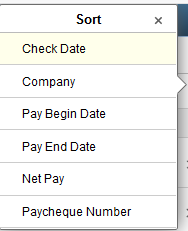 Sort ×
Check Date
Company
Pay Begin Date
Pay End Date
Net Pay
Paycheque Number